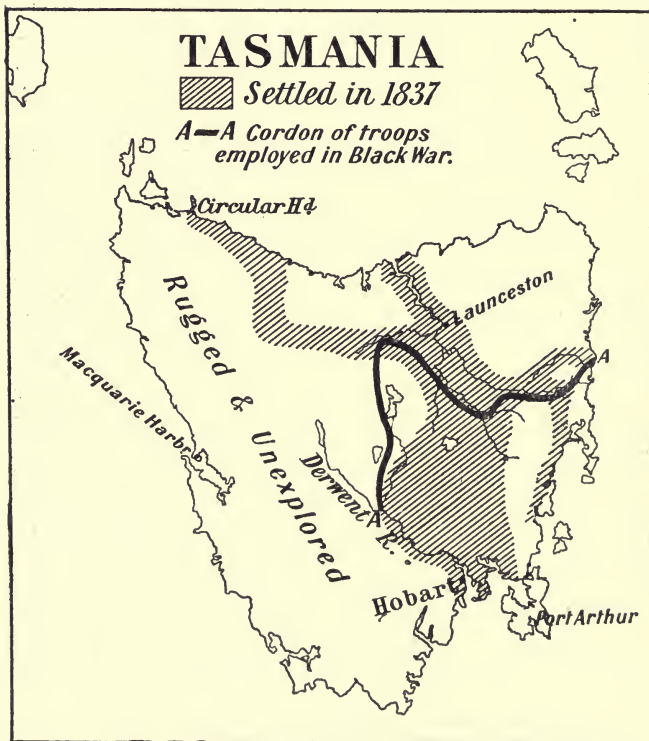 TASMANIA
Settled in 1837
A–A Cordon of troops
employed in Black War.
Circular Hd
Launceston
A
Rugged & Unexplored
Macquarie Harbr
Derwent R.
A
Hobart
Port Arthur